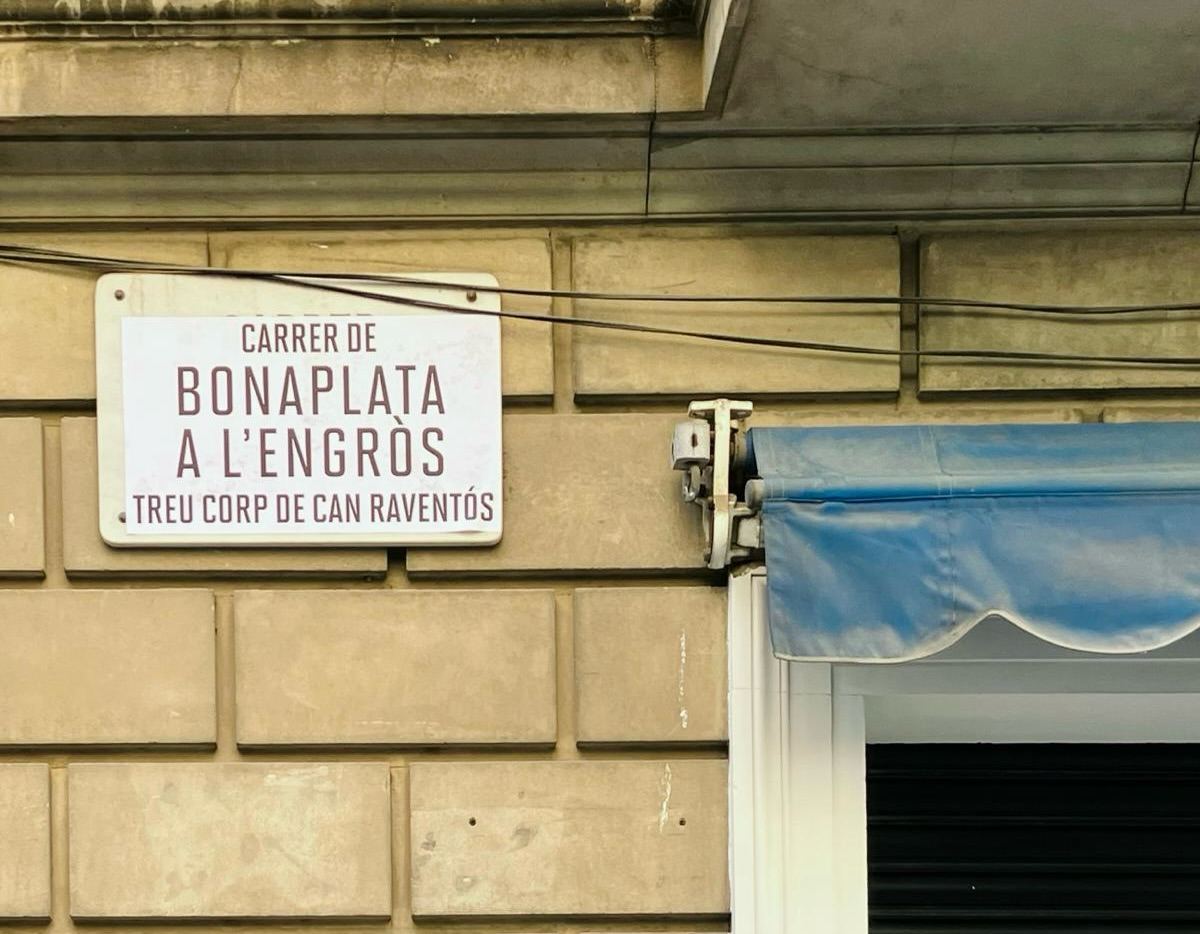 CARRER DE
BONAPLATA
A L'ENGRÒS
TREU CORP DE CAN RAVENTÓS